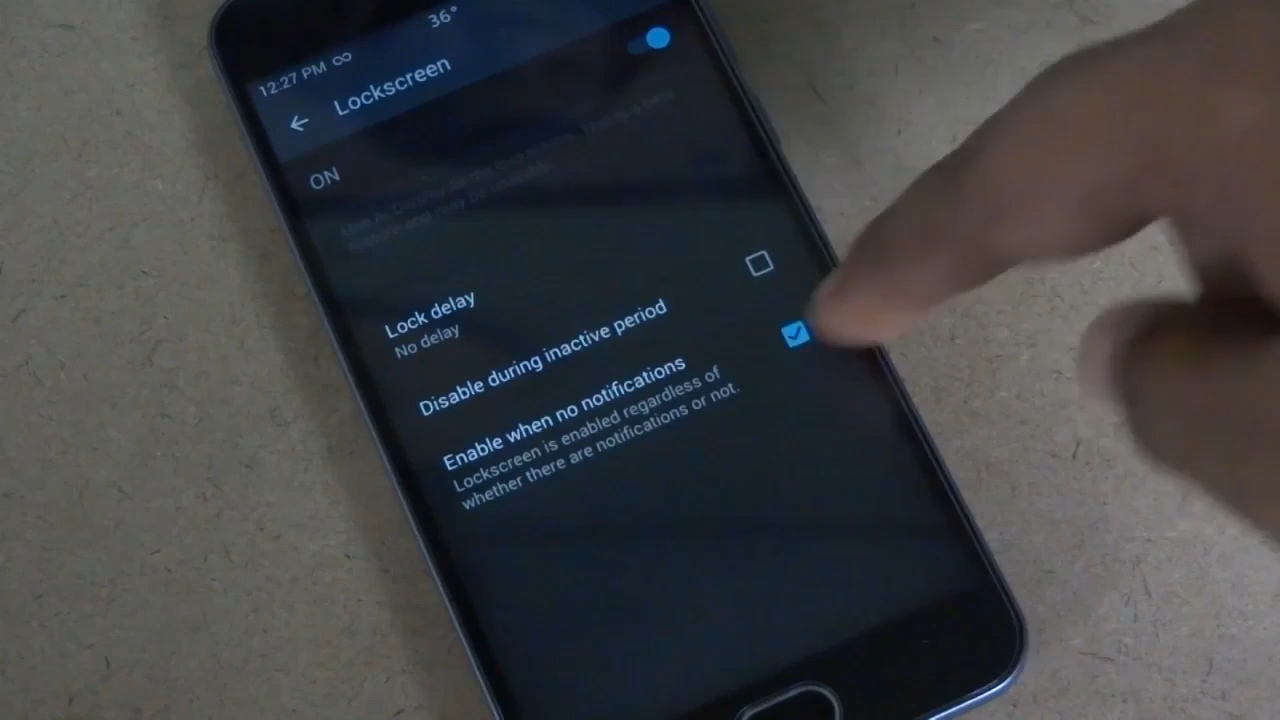 36°
12:27 PM
Lockscreen
ON
Lock delay
No delay
Disable during inactive period
Enable when no notifications
Lockscreen is enabled regardless of
whether there are notifications or not.